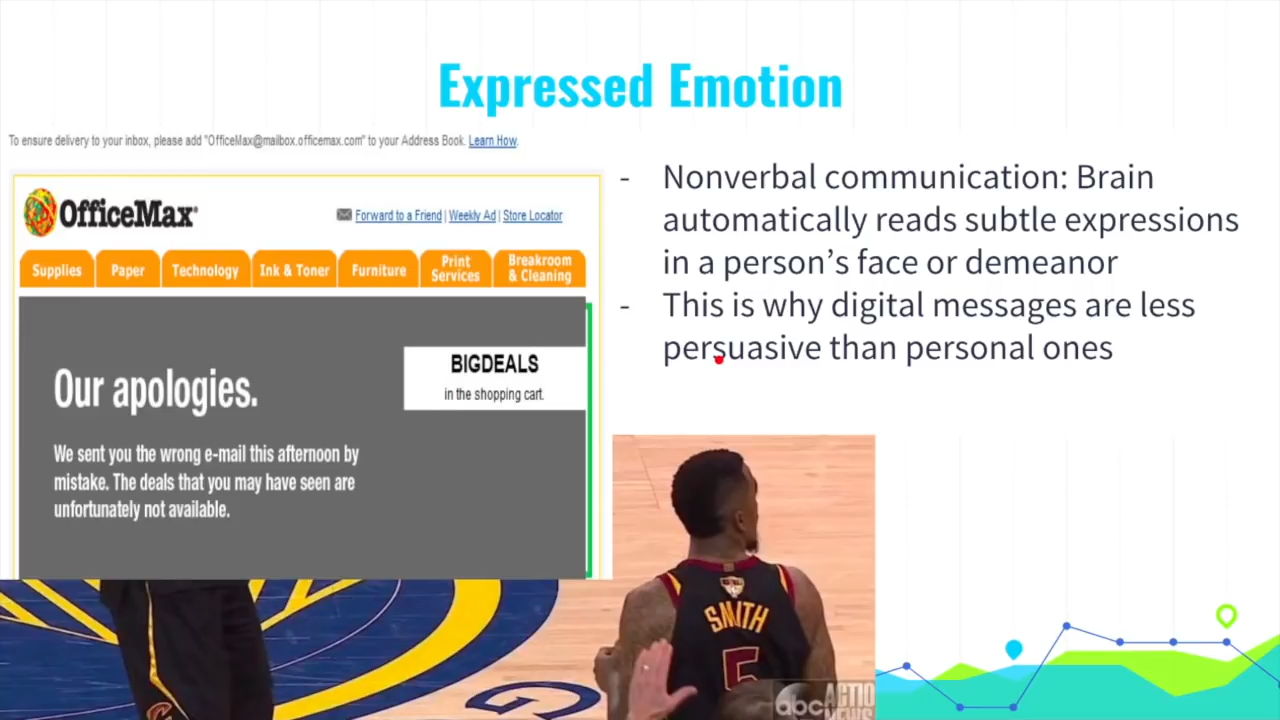 Expressed Emotion
To ensure delivery to your inbox, please add "OfficeMax@mailbox.officemax.com" to your Address Book. Learn How.
OfficeMax®
Forward to a Friend | Weekly Ad | Store Locator
Supplies
Paper
Technology
Ink & Toner
Furniture
Print
Services
Breakroom
& Cleaning
Our apologies.
BIGDEALS
in the shopping cart.
We sent you the wrong e-mail this afternoon by
mistake. The deals that you may have seen are
unfortunately not available.
- Nonverbal communication: Brain
automatically reads subtle expressions
in a person’s face or demeanor
- This is why digital messages are less
persuasive than personal ones
SMITH
5
abc ACTION
NEWS